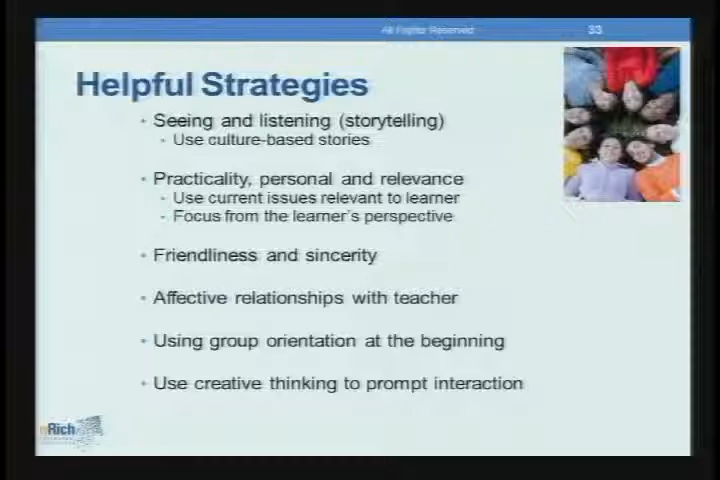 All Rights Reserved
33
Helpful Strategies
Seeing and listening (storytelling)
Use culture-based stories
Practicality, personal and relevance
Use current issues relevant to learner
Focus from the learner's perspective
Friendliness and sincerity
Affective relationships with teacher
Using group orientation at the beginning
Use creative thinking to prompt interaction
nRich